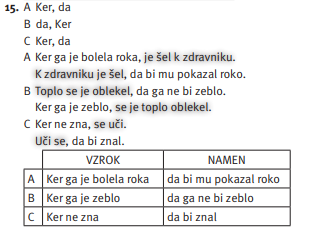 15. A Ker, da
B da, Ker
C Ker, da
A Ker ga je bolela roka, je šel k zdravniku.
K zdravniku je šel, da bi mu pokazal roko.
B Toplo se je oblekel, da ga ne bi zeblo.
Ker ga je zeblo, se je toplo oblekel.
C Ker ne zna, se uči.
Uči se, da bi znal.
VZROK NAMEN
A Ker ga je bolela roka da bi mu pokazal roko
B Ker ga je zeblo da ga ne bi zeblo
C Ker ne zna da bi znal